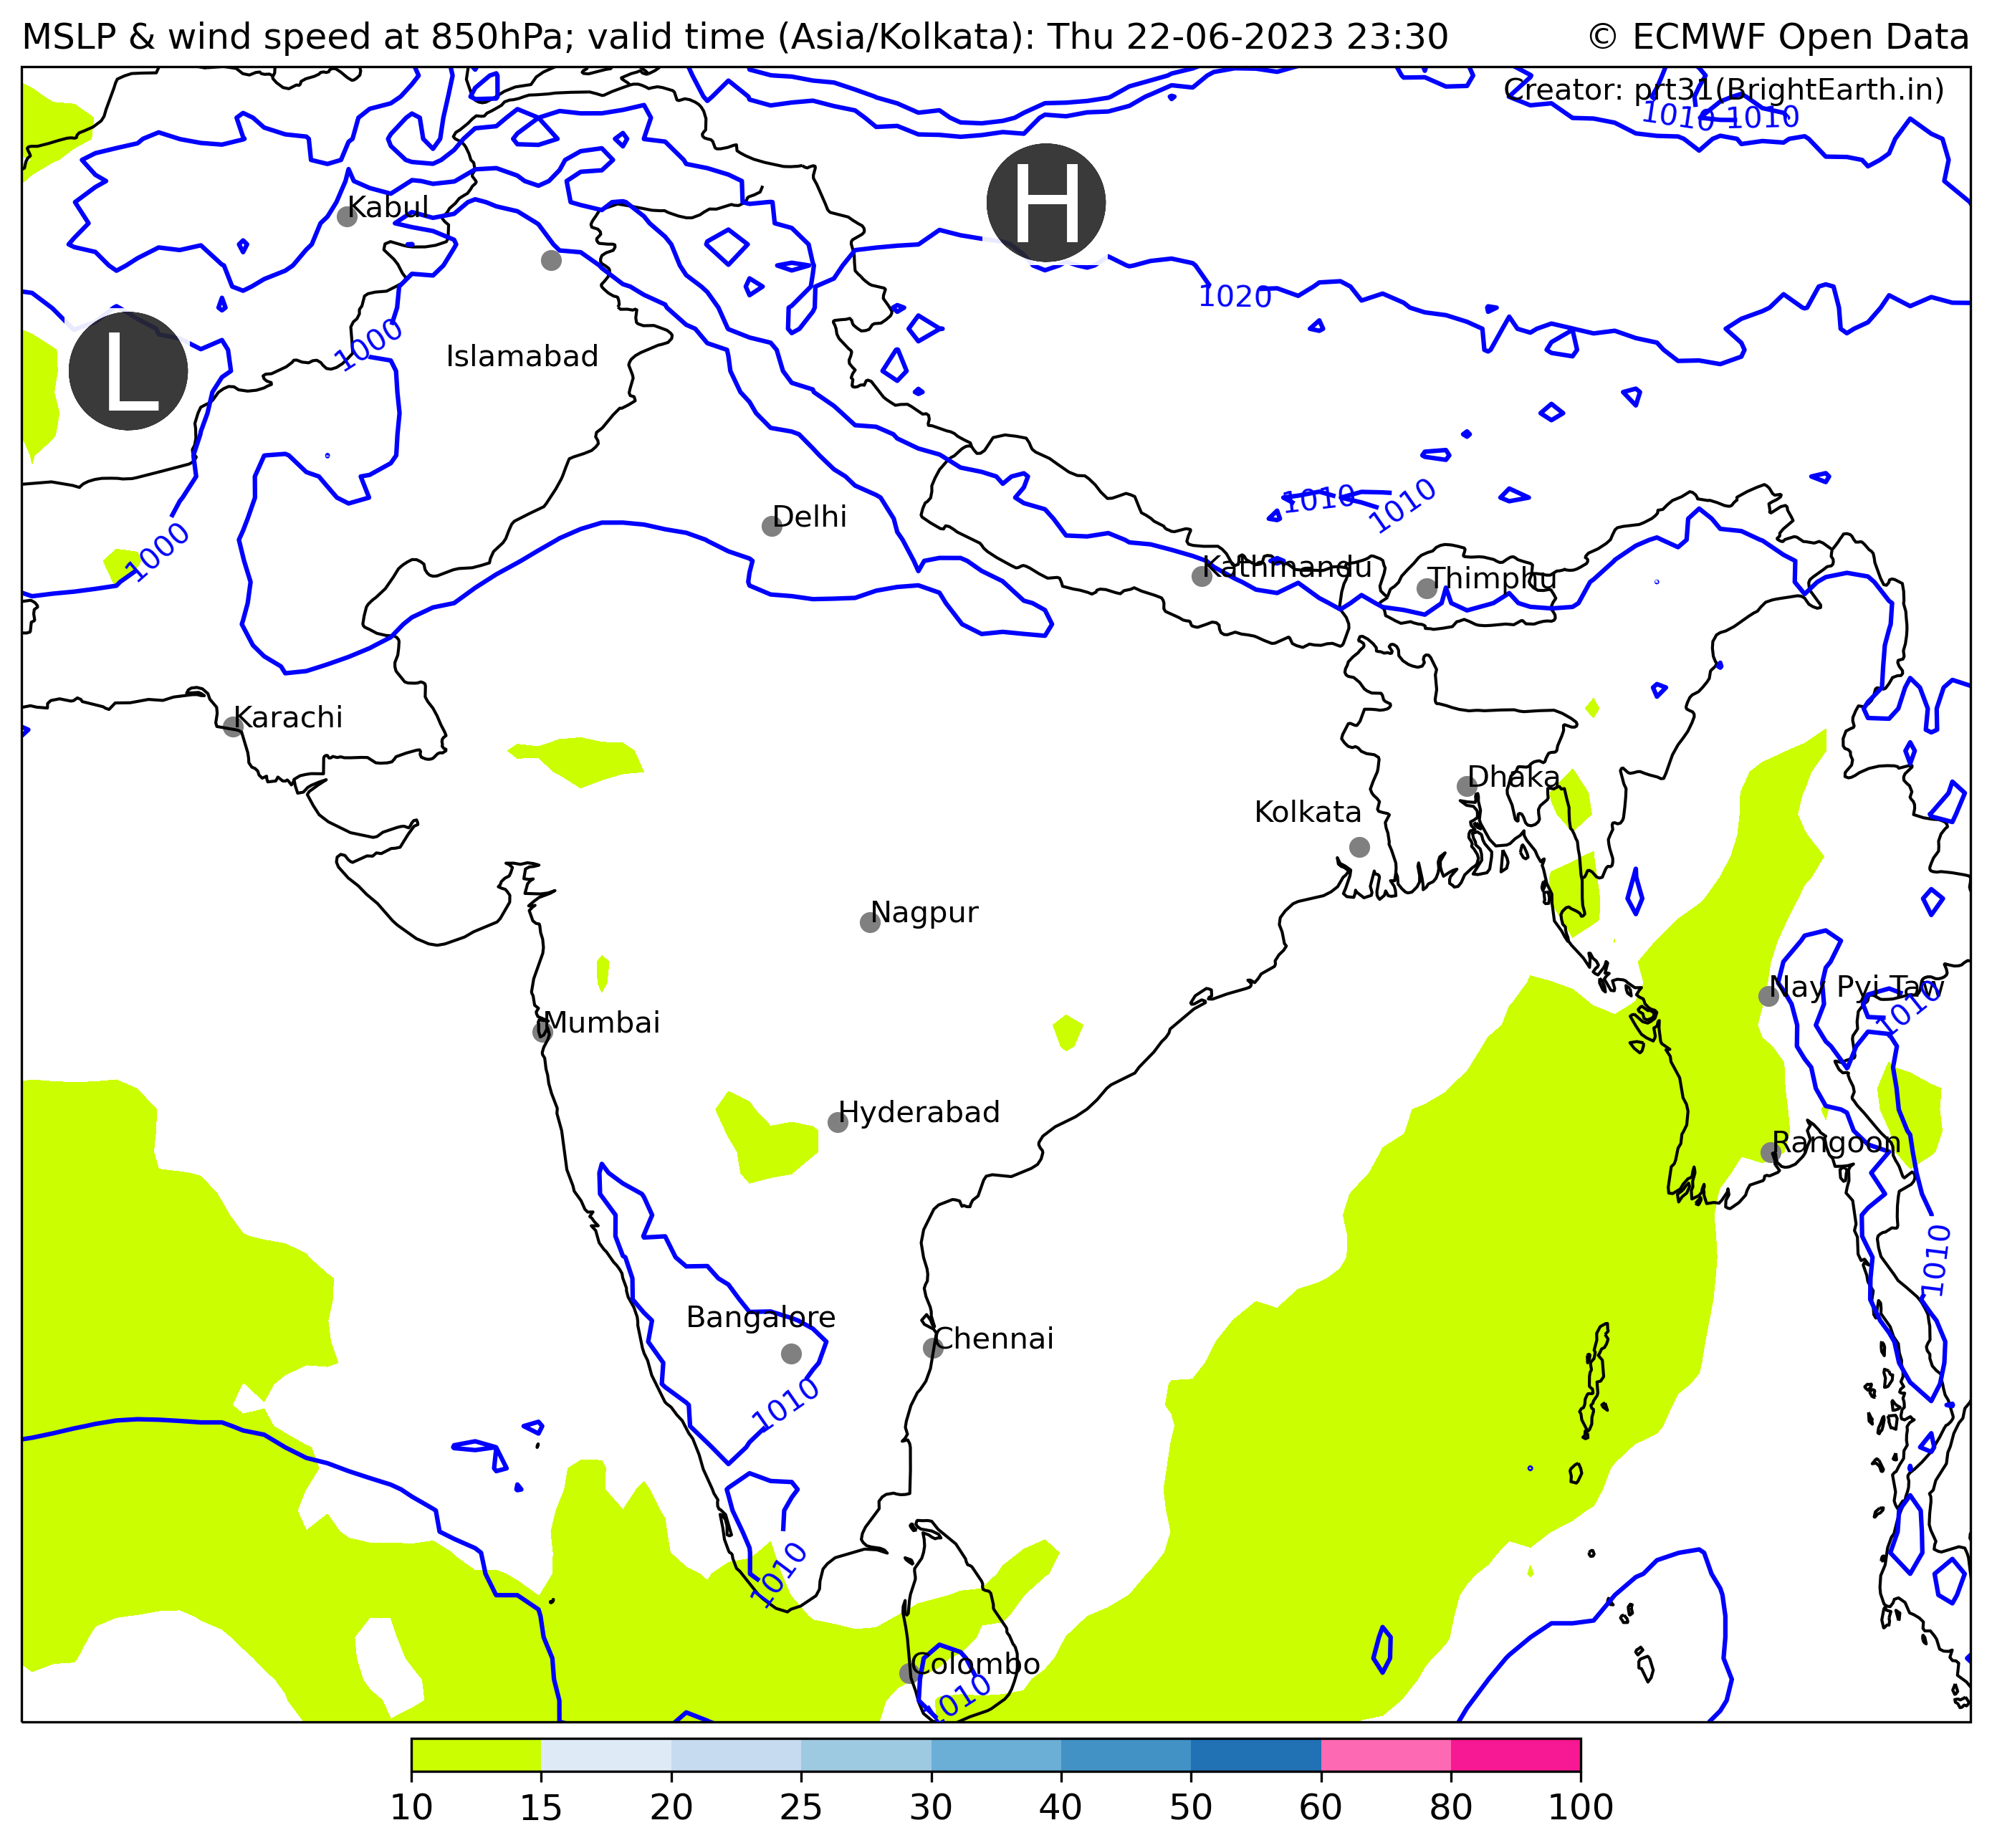 MSLP & wind speed at 850hPa; valid time (Asia/Kolkata): Thu 22-06-2023 23:30
© ECMWF Open Data
Creator: prt31(BrightEarth.in)
1010
1010
H
Kabul
1020
L
1000
Islamabad
1010
1010
Delhi
1000
Kathmandu
Thimphu
Karachi
Dhaka
Kolkata
Nagpur
Nay Pyi Taw
1010
Mumbai
Hyderabad
Rangoon
1010
Bangalore
Chennai
1010
1010
Colombo
1010
10 15 20 25 30 40 50 60 80 100